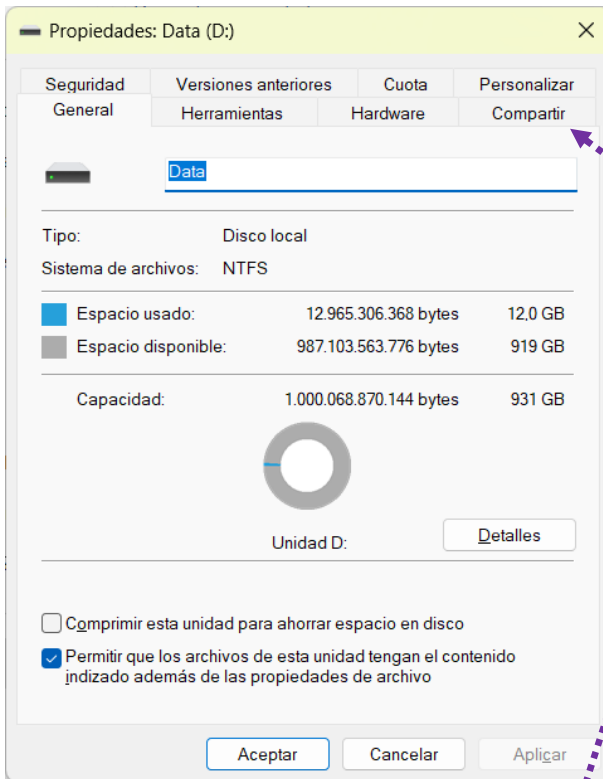 Propiedades: Data (D:)
Seguridad Versiones anteriores Cuota Personalizar
General Herramientas Hardware Compartir
Data
Tipo: Disco local
Sistema de archivos: NTFS
Espacio usado: 12.965.306.368 bytes 12,0 GB
Espacio disponible: 987.103.563.776 bytes 919 GB
Capacidad: 1.000.068.870.144 bytes 931 GB
Unidad D: Detalles
Comprimir esta unidad para ahorrar espacio en disco
Permitir que los archivos de esta unidad tengan el contenido
indizado además de las propiedades de archivo
Aceptar Cancelar Aplicar